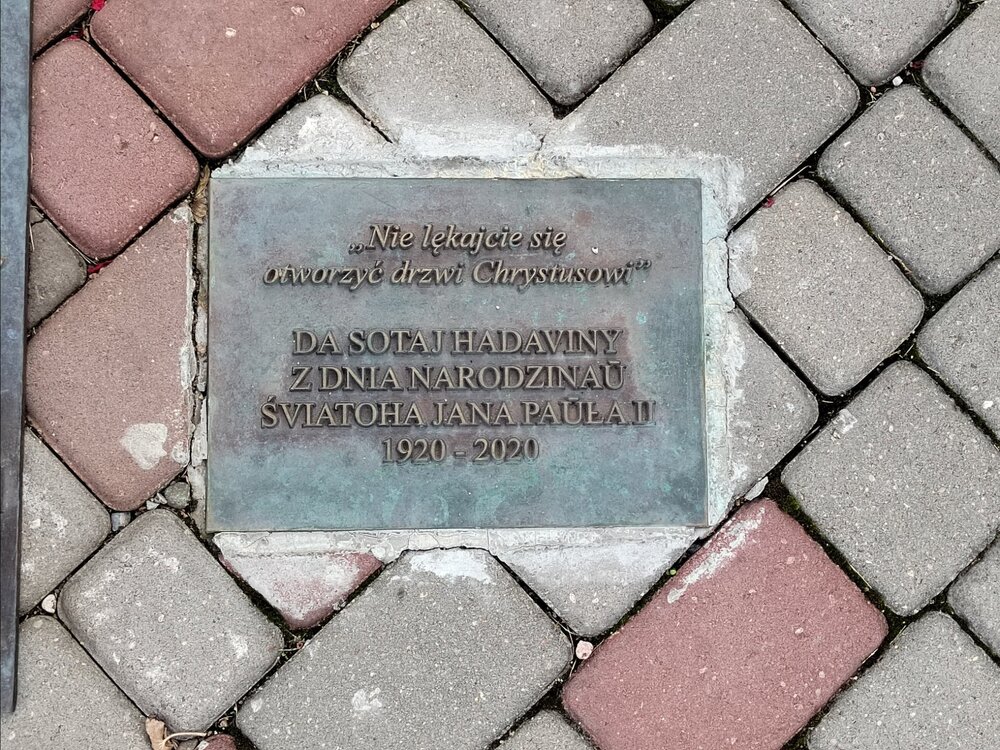 „Nie lękajcie się
otworzyć drzwi Chrystusowi”
DA SOTAJ HADAVINY
Z DNIA NARODZINAŬ
ŚVIATOHA JANA PAŬŁA II
1920 - 2020